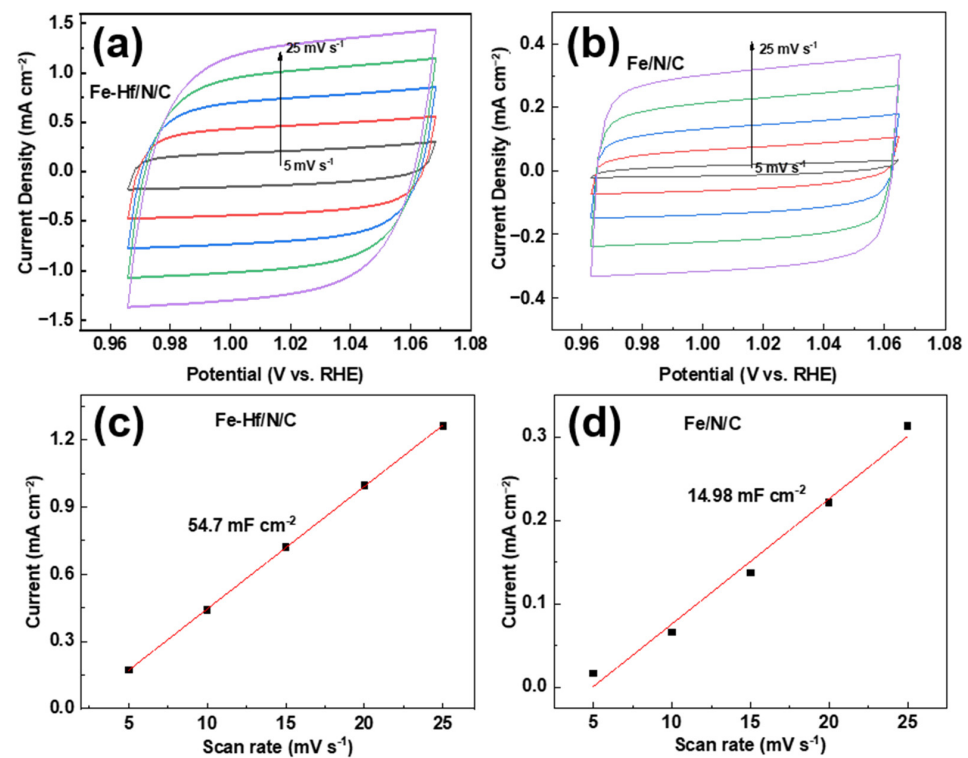 (a)
Fe-Hf/N/C
25 mV s⁻¹
5 mV s⁻¹
Current Density (mA cm⁻²)
1.5
1.0
0.5
0.0
−0.5
−1.0
−1.5
0.96 0.98 1.00 1.02 1.04 1.06 1.08
Potential (V vs. RHE)
(b)
Fe/N/C
25 mV s⁻¹
5 mV s⁻¹
Current Density (mA cm⁻²)
0.4
0.2
0.0
−0.2
−0.4
0.96 0.98 1.00 1.02 1.04 1.06 1.08
Potential (V vs. RHE)
(c)
Fe-Hf/N/C
54.7 mF cm⁻²
Current (mA cm⁻²)
1.2
0.9
0.6
0.3
0.0
5 10 15 20 25
Scan rate (mV s⁻¹)
(d)
Fe/N/C
14.98 mF cm⁻²
Current (mA cm⁻²)
0.3
0.2
0.1
0.0
5 10 15 20 25
Scan rate (mV s⁻¹)